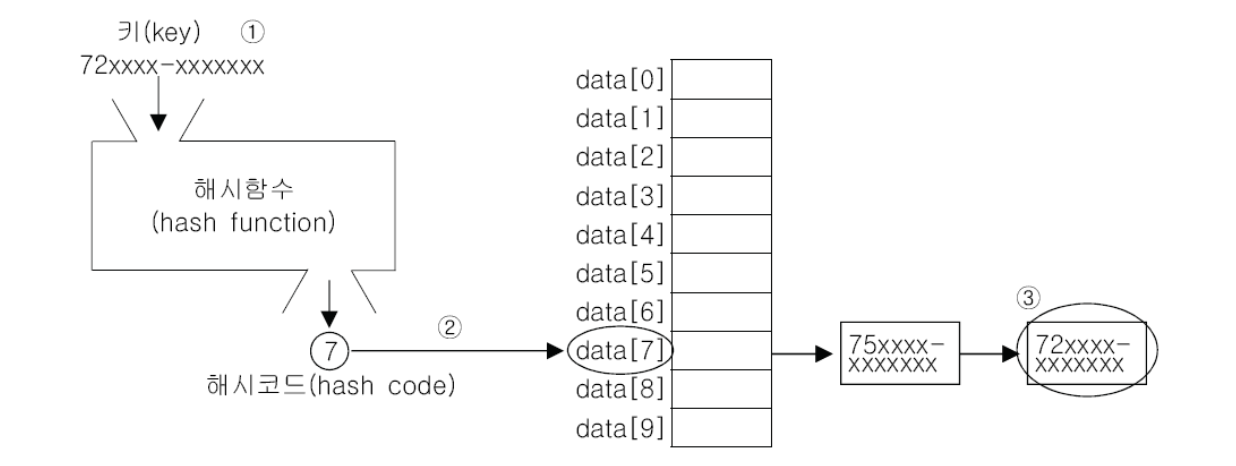 키(key) ①
72xxxx-xxxxxxx
해시함수
(hash function)
7
해시코드(hash code)
②
data[0]
data[1]
data[2]
data[3]
data[4]
data[5]
data[6]
data[7]
data[8]
data[9]
75xxxx-
xxxxxxx
③
72xxxx-
xxxxxxx